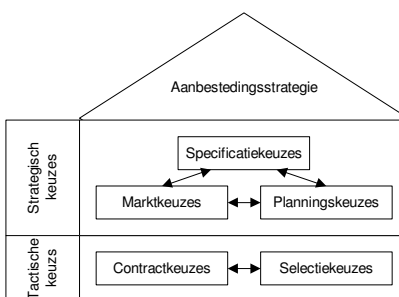 Aanbestedingsstrategie
Strategisch
keuzes
Specificatiekeuzes
Marktkeuzes
Planningskeuzes
Tactische
keuzs
Contractkeuzes
Selectiekeuzes